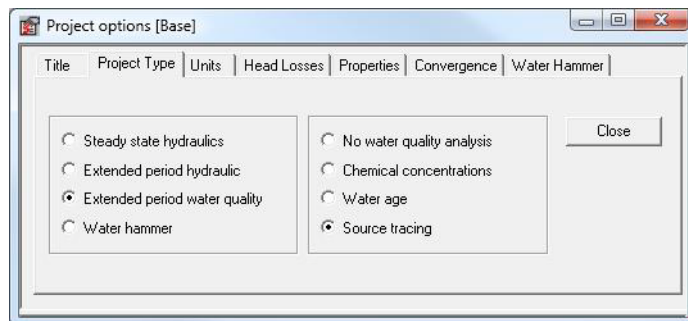 Project options [Base]
Title Project Type Units Head Losses Properties Convergence Water Hammer
Steady state hydraulics
Extended period hydraulic
Extended period water quality
Water hammer
No water quality analysis
Chemical concentrations
Water age
Source tracing
Close